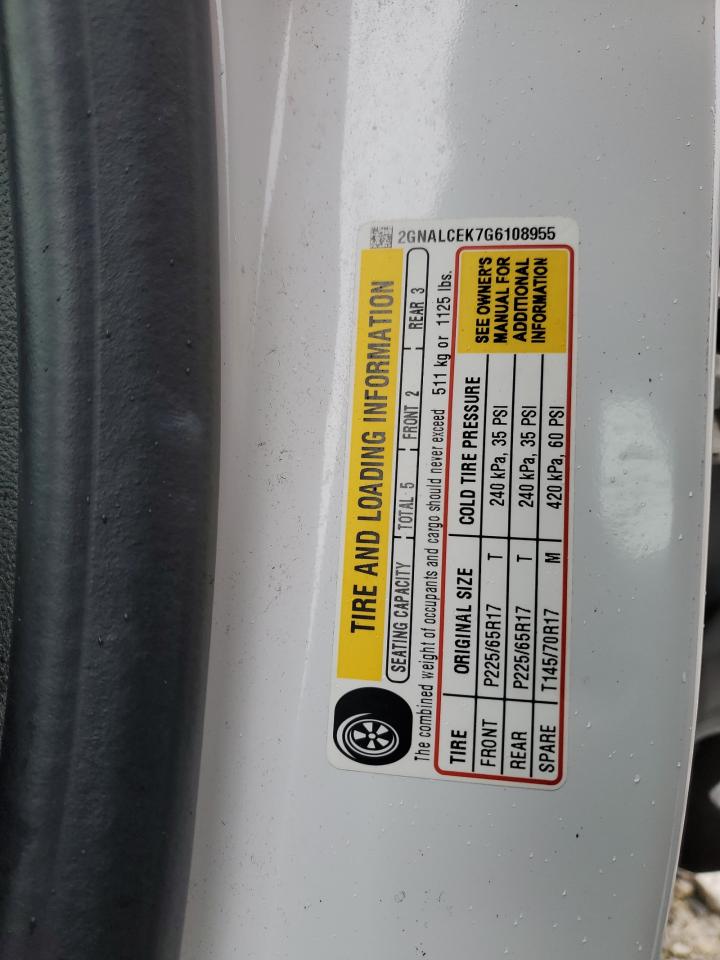 2GNALCEK7G6108955
TIRE AND LOADING INFORMATION
SEATING CAPACITY TOTAL 5 FRONT 2 REAR 3
The combined weight of occupants and cargo should never exceed 511 kg or 1125 lbs.
TIRE ORIGINAL SIZE COLD TIRE PRESSURE
FRONT P225/65R17 T 240 kPa, 35 PSI
REAR P225/65R17 T 240 kPa, 35 PSI
SPARE T145/70R17 M 420 kPa, 60 PSI
SEE OWNER'S
MANUAL FOR
ADDITIONAL
INFORMATION